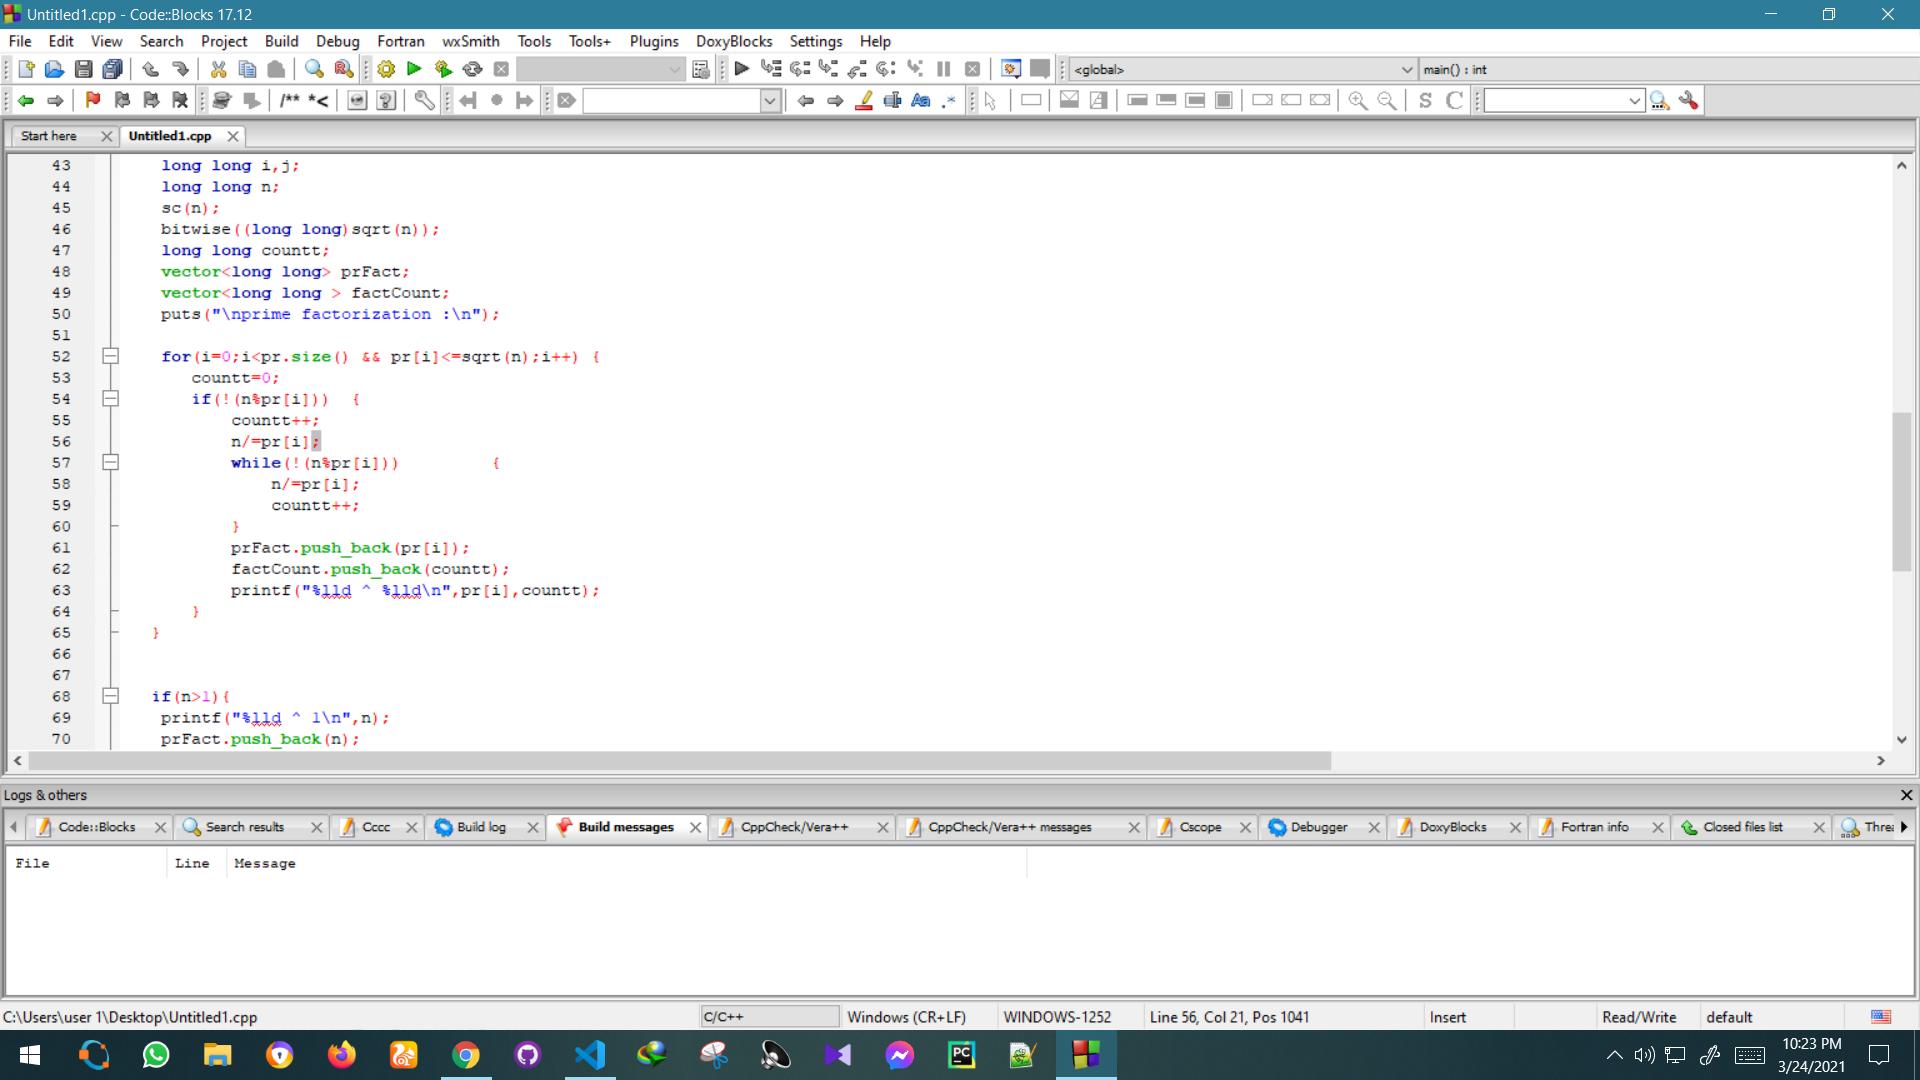 Untitled1.cpp - Code::Blocks 17.12
File Edit View Search Project Build Debug Fortran wxSmith Tools Tools+ Plugins DoxyBlocks Settings Help
<global> main() : int
/** *< Aa .* S C
Start here Untitled1.cpp
43 long long i,j;
44 long long n;
45 sc(n);
46 bitwise((long long)sqrt(n));
47 long long countt;
48 vector<long long> prFact;
49 vector<long long > factCount;
50 puts("\nprime factorization :\n");
51
52 for(i=0;i<pr.size() && pr[i]<=sqrt(n);i++) {
53 countt=0;
54 if(!(n%pr[i])) {
55 countt++;
56 n/=pr[i];
57 while(!(n%pr[i])) {
58 n/=pr[i];
59 countt++;
60 }
61 prFact.push_back(pr[i]);
62 factCount.push_back(countt);
63 printf("%lld ^ %lld\n",pr[i],countt);
64 }
65 }
66
67
68 if(n>1){
69 printf("%lld ^ 1\n",n);
70 prFact.push_back(n);
Logs & others
Code::Blocks Search results Cccc Build log Build messages CppCheck/Vera++ CppCheck/Vera++ messages Cscope Debugger DoxyBlocks Fortran info Closed files list Threa
File Line Message
C:\Users\user 1\Desktop\Untitled1.cpp C/C++ Windows (CR+LF) WINDOWS-1252 Line 56, Col 21, Pos 1041 Insert Read/Write default
PC
10:23 PM
3/24/2021